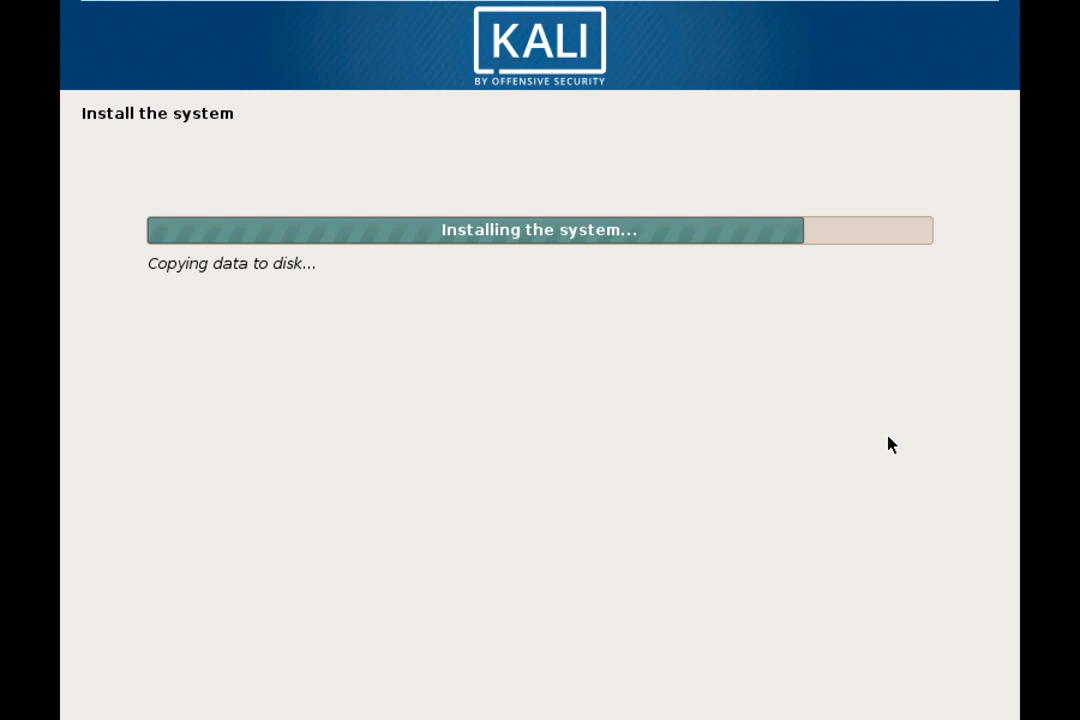 KALI
BY OFFENSIVE SECURITY
Install the system
Installing the system...
Copying data to disk...